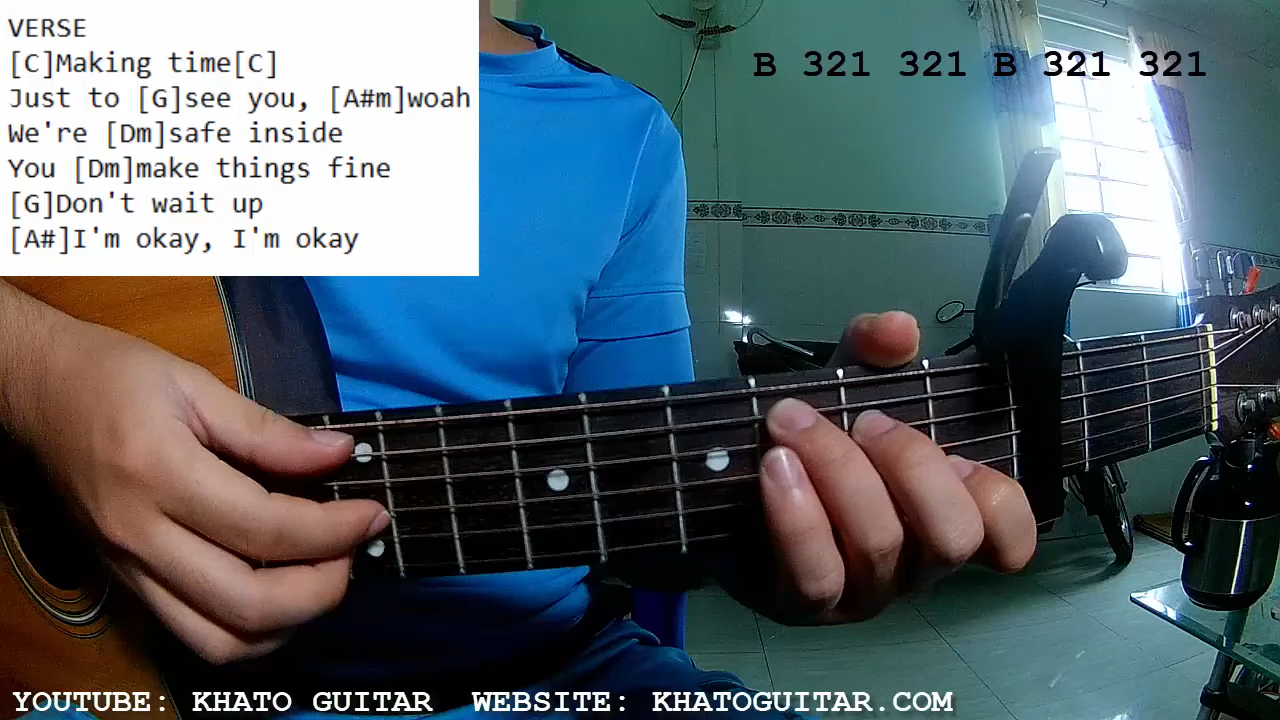 VERSE
[C]Making time[C]
Just to [G]see you, [A#m]woah
We're [Dm]safe inside
You [Dm]make things fine
[G]Don't wait up
[A#]I'm okay, I'm okay
B 321 321 B 321 321
YOUTUBE: KHATO GUITAR WEBSITE: KHATOGUITAR.COM